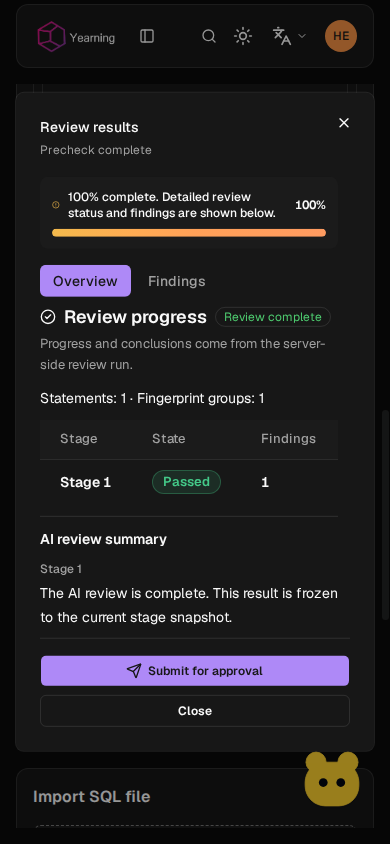 Yearning
HE
Review results
Precheck complete
100% complete. Detailed review
status and findings are shown below.
100%
Overview
Findings
Review progress
Review complete
Progress and conclusions come from the server-
side review run.
Statements: 1 · Fingerprint groups: 1
Stage State Findings
Stage 1 Passed 1
AI review summary
Stage 1
The AI review is complete. This result is frozen
to the current stage snapshot.
Submit for approval
Close
Import SQL file